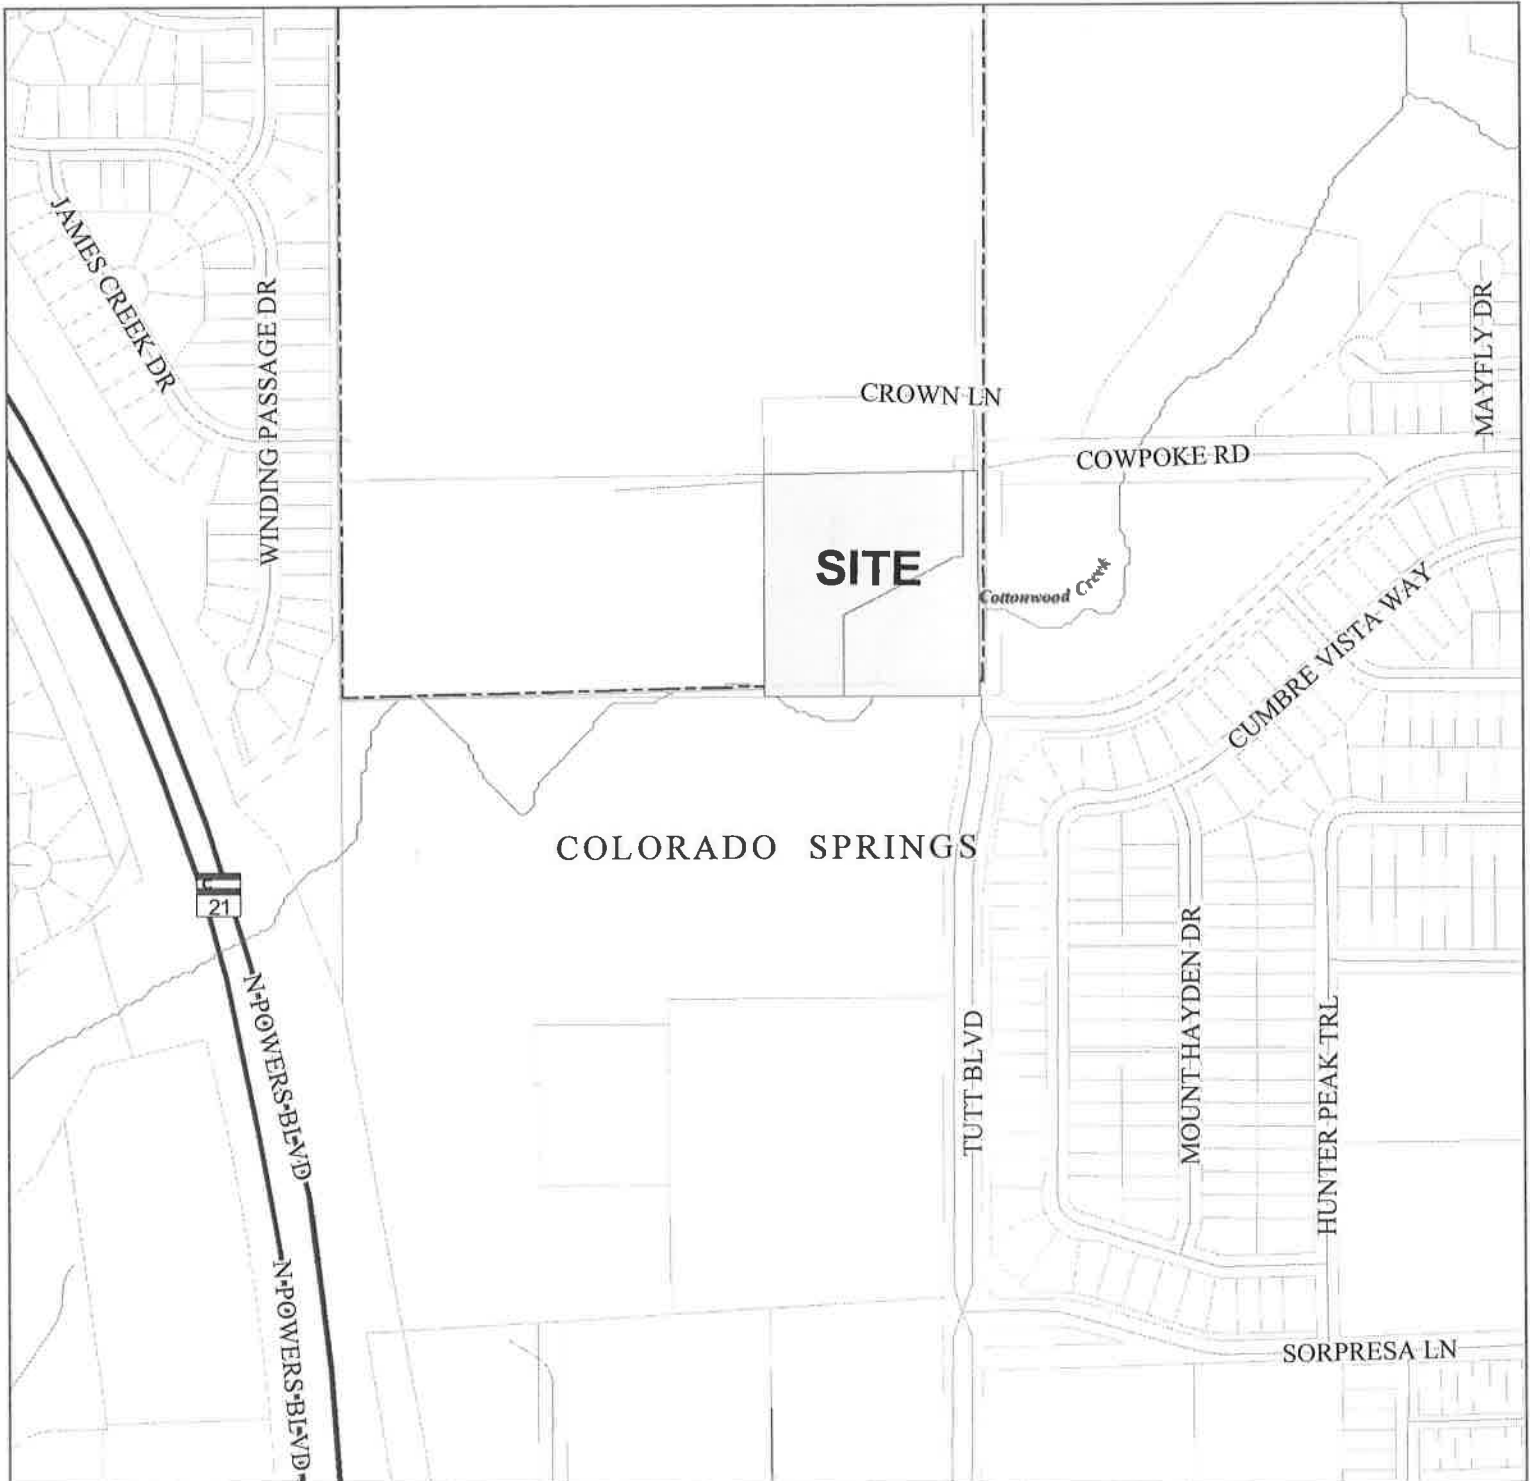 JAMES CREEK DR
WINDING PASSAGE DR
MAYFLY DR
CROWN LN
COWPOKE RD
SITE
Cottonwood Creek
CUMBRE VISTA WAY
COLORADO SPRINGS
C
21
N POWERS BLVD
MOUNT HAYDEN DR
HUNTER PEAK TRL
TUTT BLVD
N POWERS BLVD
SORPRESA LN